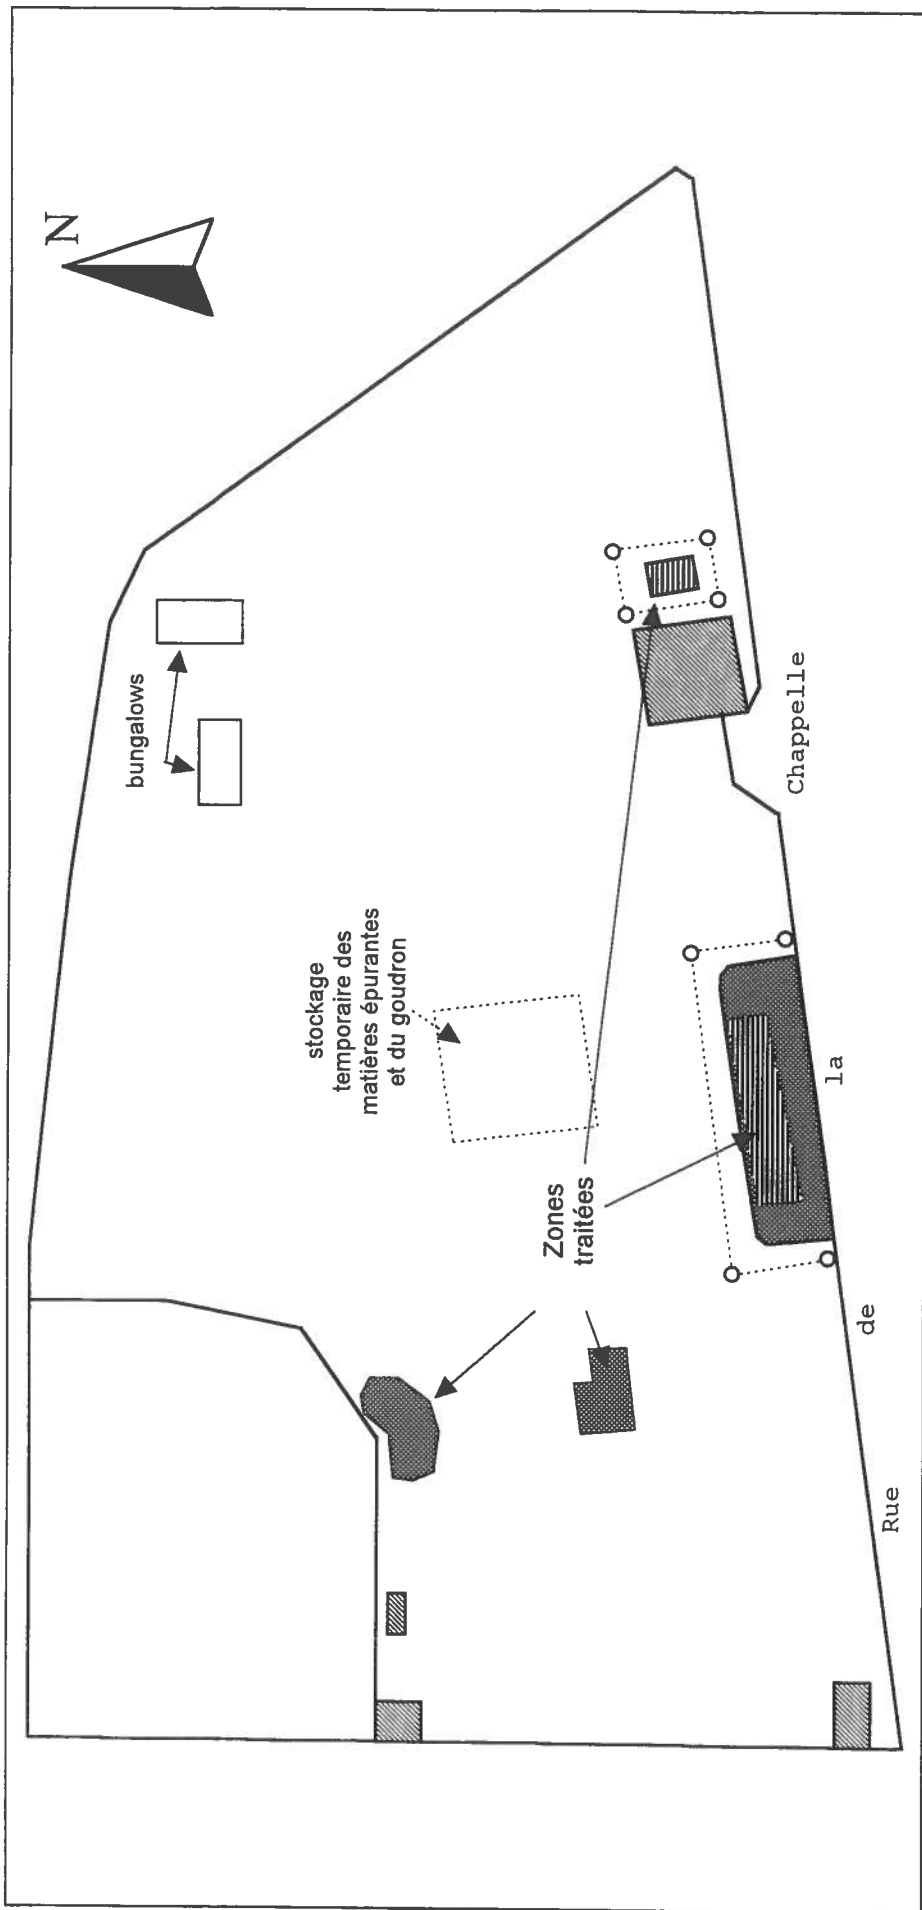 N
bungalows
stockage
temporaire des
matières épurantes
et du goudron
Zones
traitées
Rue
de
la
Chappelle